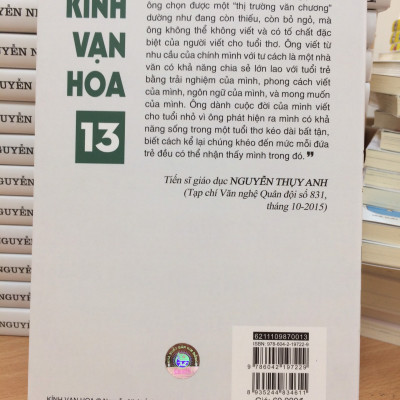 KÍNH
VẠN
HOA
13
ông chọn được một "thị trường văn chương"
dường như đang còn thiếu, còn bỏ ngỏ, mà
ông không thể không viết và có tố chất đặc
biệt của người viết cho tuổi thơ. Ông viết từ
nhu cầu của chính mình với tư cách là một nhà
văn có khả năng chia sẻ lớn lao với tuổi trẻ
bằng trải nghiệm của mình, phong cách viết
của mình, ngôn ngữ của mình, và mong muốn
của mình. Ông dành cuộc đời của mình viết
cho tuổi nhỏ vì ông phát hiện ra mình có khả
năng sống trong một tuổi thơ kéo dài bất tận,
biết cách kể lại chúng khéo đến mức mỗi đứa
trẻ đều có thể nhận thấy mình trong đó.”
Tiến sĩ giáo dục NGUYỄN THỤY ANH
(Tạp chí Văn nghệ Quân đội số 831,
tháng 10-2015)
6211109870013
ISBN: 978-604-2-19722-9
9 786042 197229
8 935244 834611